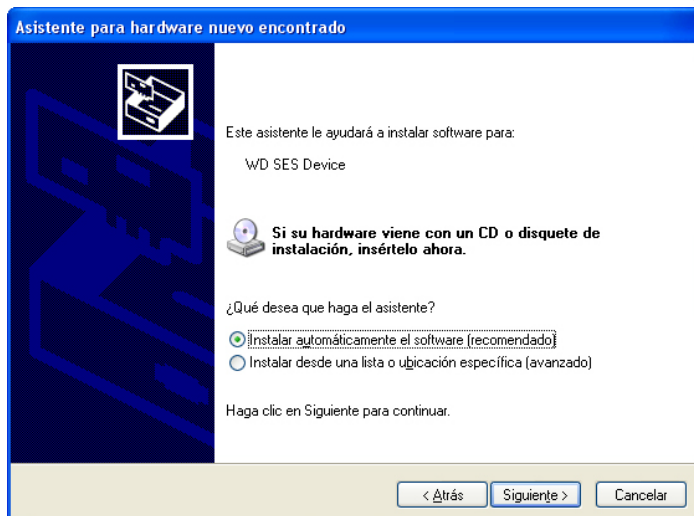 Asistente para hardware nuevo encontrado
Este asistente le ayudará a instalar software para:
WD SES Device
Si su hardware viene con un CD o disquete de
instalación, insértelo ahora.
¿Qué desea que haga el asistente?
Instalar automáticamente el software (recomendado)
Instalar desde una lista o ubicación específica (avanzado)
Haga clic en Siguiente para continuar.
< Atrás Siguiente > Cancelar